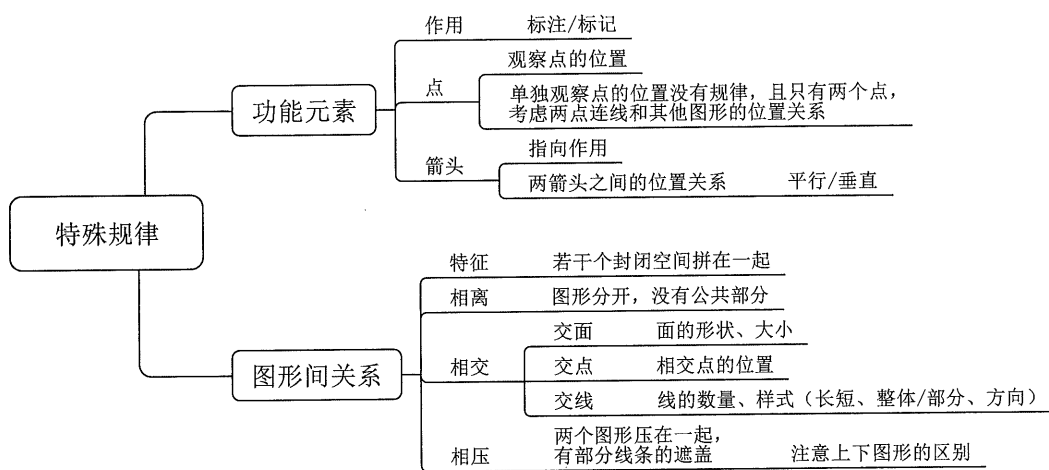 特殊规律
功能元素
作用 标注/标记
点
观察点的位置
单独观察点的位置没有规律，且只有两个点，
考虑两点连线和其他图形的位置关系
箭头
指向作用
两箭头之间的位置关系 平行/垂直
图形间关系
特征 若干个封闭空间拼在一起
相离 图形分开，没有公共部分
相交
交面 面的形状、大小
交点 相交点的位置
交线 线的数量、样式（长短、整体/部分、方向）
相压
两个图形压在一起，
有部分线条的遮盖 注意上下图形的区别